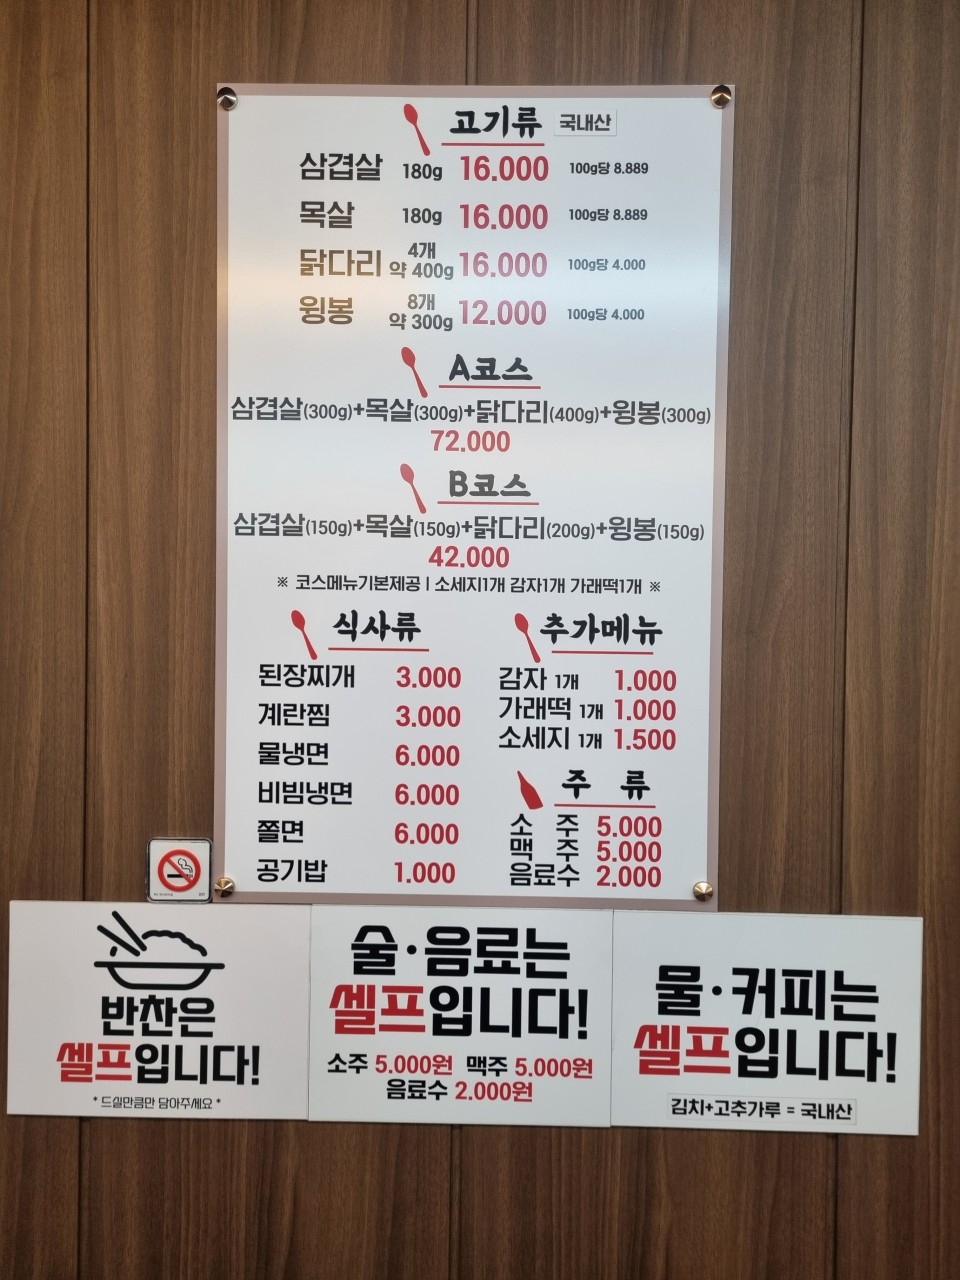 고기류 국내산
삼겹살 180g 16.000 100g당 8.889
목살 180g 16.000 100g당 8.889
닭다리 4개 약 400g 16.000 100g당 4.000
윙봉 8개 약 300g 12.000 100g당 4.000
A코스
삼겹살(300g)+목살(300g)+닭다리(400g)+윙봉(300g)
72.000
B코스
삼겹살(150g)+목살(150g)+닭다리(200g)+윙봉(150g)
42.000
※ 코스메뉴기본제공 | 소세지1개 감자1개 가래떡1개 ※
식사류
된장찌개 3.000
계란찜 3.000
물냉면 6.000
비빔냉면 6.000
쫄면 6.000
공기밥 1.000
추가메뉴
감자 1개 1.000
가래떡 1개 1.000
소세지 1개 1.500
주 류
소 주 5.000
맥 주 5.000
음료수 2.000
반찬은
셀프입니다!
* 드실만큼만 담아주세요 *
술·음료는
셀프입니다!
소주 5.000원 맥주 5.000원
음료수 2.000원
물·커피는
셀프입니다!
김치+고추가루 = 국내산